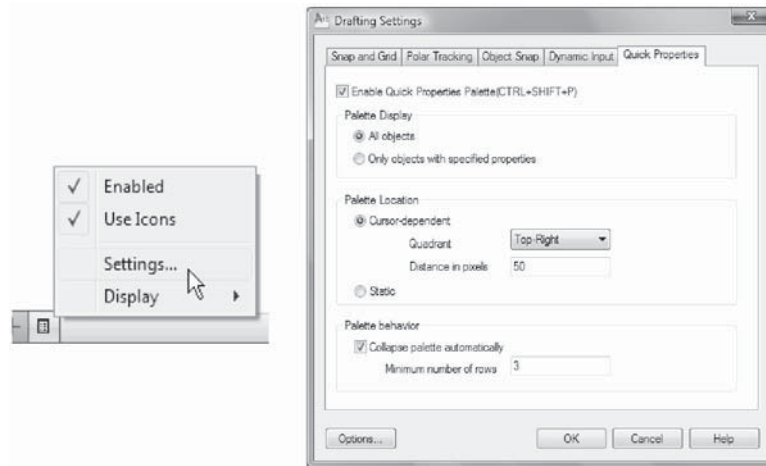 Enabled
Use Icons
Settings...
Display
Drafting Settings
Snap and Grid Polar Tracking Object Snap Dynamic Input Quick Properties
Enable Quick Properties Palette(CTRL+SHIFT+P)
Palette Display
All objects
Only objects with specified properties
Palette Location
Cursor-dependent
Quadrant Top-Right
Distance in pixels 50
Static
Palette behavior
Collapse palette automatically
Minimum number of rows 3
Options... OK Cancel Help